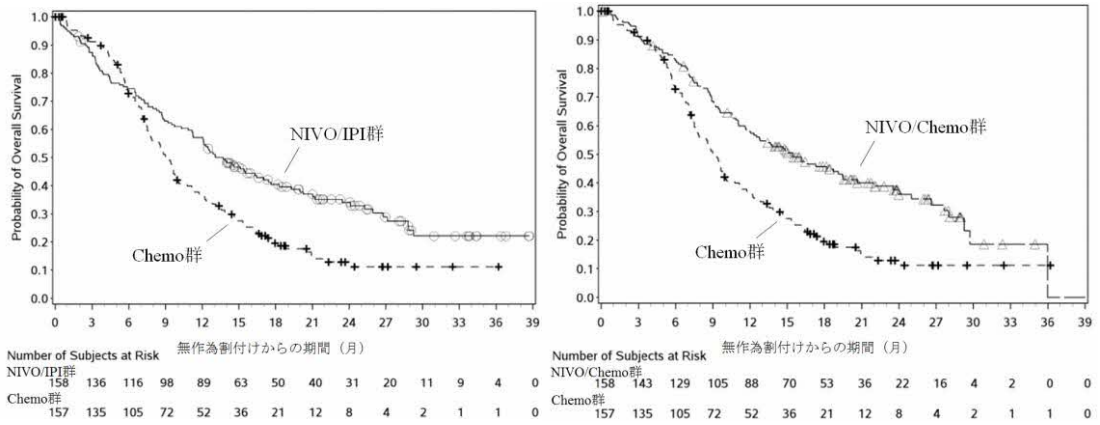 Probability of Overall Survival
1.0
0.9
0.8
0.7
0.6
0.5
0.4
0.3
0.2
0.1
0.0
NIVO/IPI群
Chemo群
0 3 6 9 12 15 18 21 24 27 30 33 36 39
無作為割付けからの期間（月）
Number of Subjects at Risk
NIVO/IPI群
158 136 116 98 89 63 50 40 31 20 11 9 4 0
Chemo群
157 135 105 72 52 36 21 12 8 4 2 1 1 0
Probability of Overall Survival
1.0
0.9
0.8
0.7
0.6
0.5
0.4
0.3
0.2
0.1
0.0
NIVO/Chemo群
Chemo群
0 3 6 9 12 15 18 21 24 27 30 33 36 39
無作為割付けからの期間（月）
Number of Subjects at Risk
NIVO/Chemo群
158 143 129 105 88 70 53 36 22 16 4 2 0 0
Chemo群
157 135 105 72 52 36 21 12 8 4 2 1 1 0